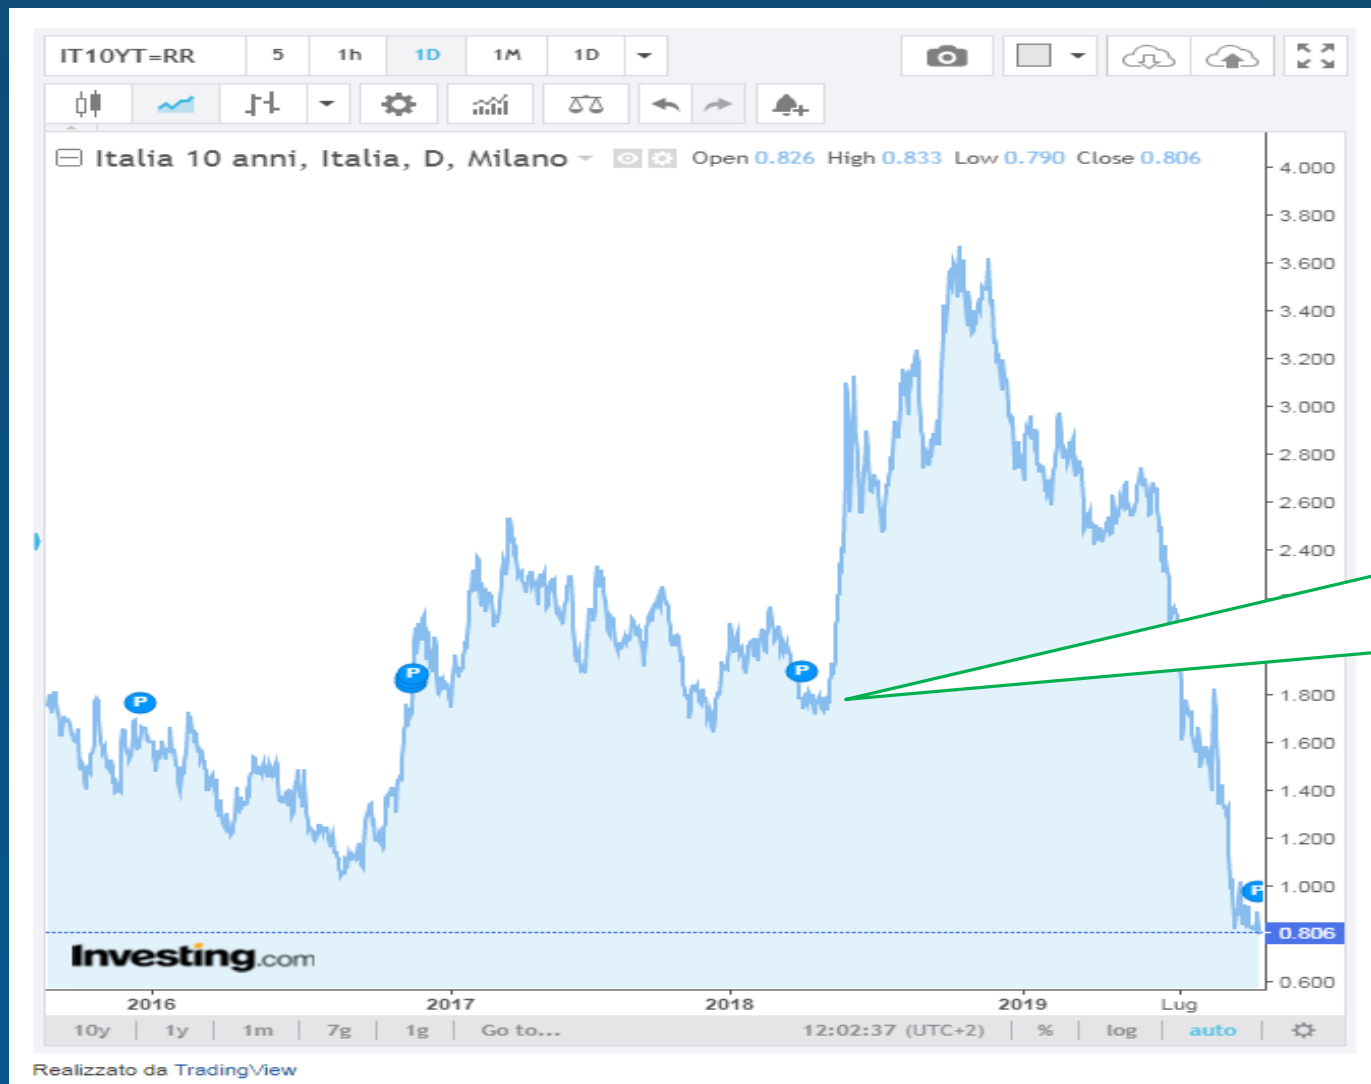 IT10YT=RR 5 1h 1D 1M 1D
Italia 10 anni, Italia, D, Milano Open 0.826 High 0.833 Low 0.790 Close 0.806
4.000
3.800
3.600
3.400
3.200
3.000
2.800
2.600
2.400
1.800
1.600
1.400
1.200
1.000
0.806
0.600
P
P
P
P
Investing.com
2016 2017 2018 2019 Lug
10y 1y 1m 7g 1g Go to... 12:02:37 (UTC+2) % log auto
Realizzato da TradingView